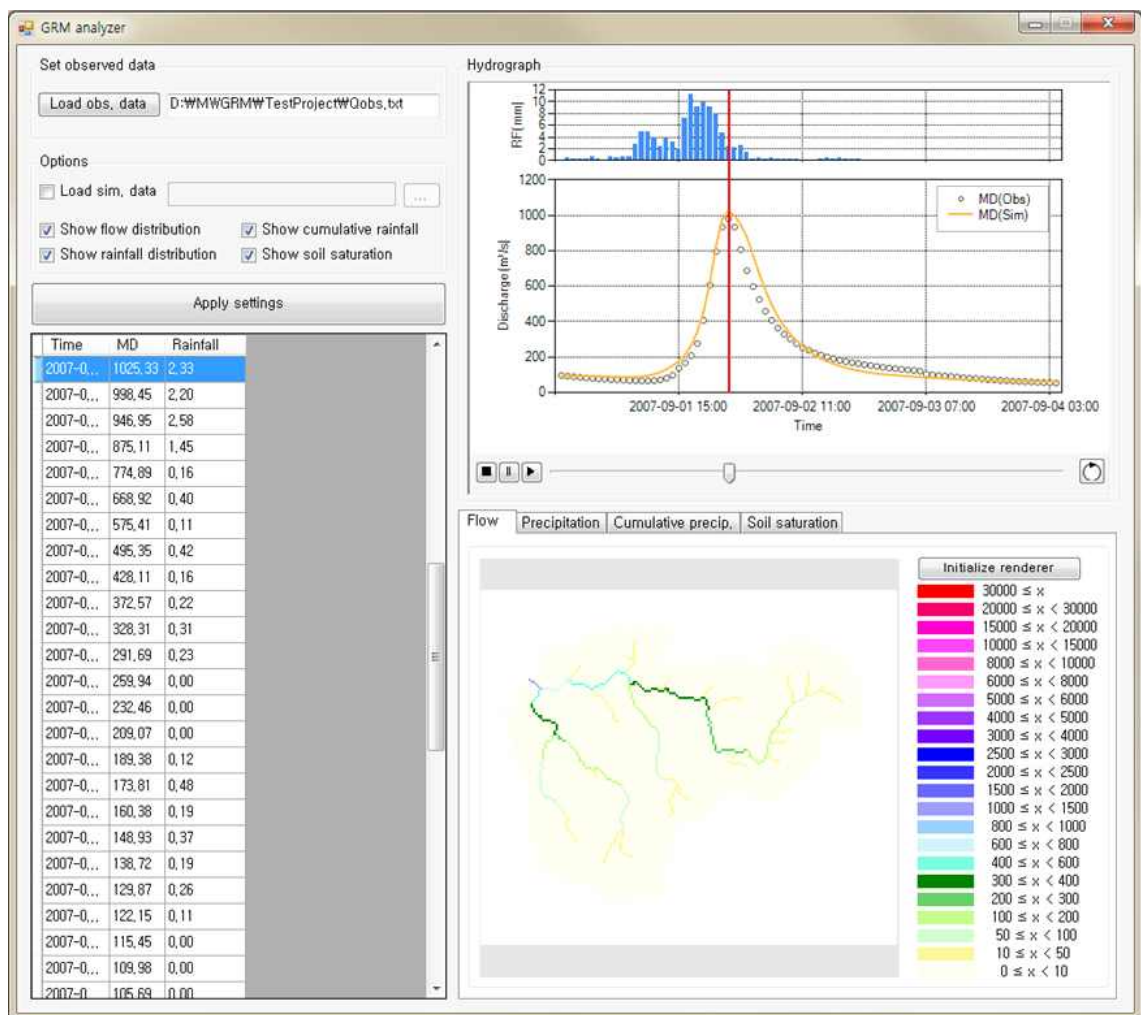 GRM analyzer
Set observed data
Load obs, data D:₩M₩GRM₩TestProject₩Qobs,txt
Options
Load sim, data ...
Show flow distribution Show cumulative rainfall
Show rainfall distribution Show soil saturation
Apply settings
Time MD Rainfall
2007-0,,, 1025,33 2,33
2007-0,,, 998,45 2,20
2007-0,,, 946,95 2,58
2007-0,,, 875,11 1,45
2007-0,,, 774,89 0,16
2007-0,,, 668,92 0,40
2007-0,,, 575,41 0,11
2007-0,,, 495,35 0,42
2007-0,,, 428,11 0,16
2007-0,,, 372,57 0,22
2007-0,,, 328,31 0,31
2007-0,,, 291,69 0,23
2007-0,,, 259,94 0,00
2007-0,,, 232,46 0,00
2007-0,,, 209,07 0,00
2007-0,,, 189,38 0,12
2007-0,,, 173,81 0,48
2007-0,,, 160,38 0,19
2007-0,,, 148,93 0,37
2007-0,,, 138,72 0,19
2007-0,,, 129,87 0,26
2007-0,,, 122,15 0,11
2007-0,,, 115,45 0,00
2007-0,,, 109,98 0,00
2007-0 105,69 0,00
Hydrograph
RF(mm)
12
10
8
6
4
2
0
Discharge(m³/s)
1200
1000
800
600
400
200
0
MD(Obs)
MD(Sim)
2007-09-01 15:00 2007-09-02 11:00 2007-09-03 07:00 2007-09-04 03:00
Time
Flow Precipitation Cumulative precip, Soil saturation
Initialize renderer
30000 ≤ x
20000 ≤ x < 30000
15000 ≤ x < 20000
10000 ≤ x < 15000
8000 ≤ x < 10000
6000 ≤ x < 8000
5000 ≤ x < 6000
4000 ≤ x < 5000
3000 ≤ x < 4000
2500 ≤ x < 3000
2000 ≤ x < 2500
1500 ≤ x < 2000
1000 ≤ x < 1500
800 ≤ x < 1000
600 ≤ x < 800
400 ≤ x < 600
300 ≤ x < 400
200 ≤ x < 300
100 ≤ x < 200
50 ≤ x < 100
10 ≤ x < 50
0 ≤ x < 10